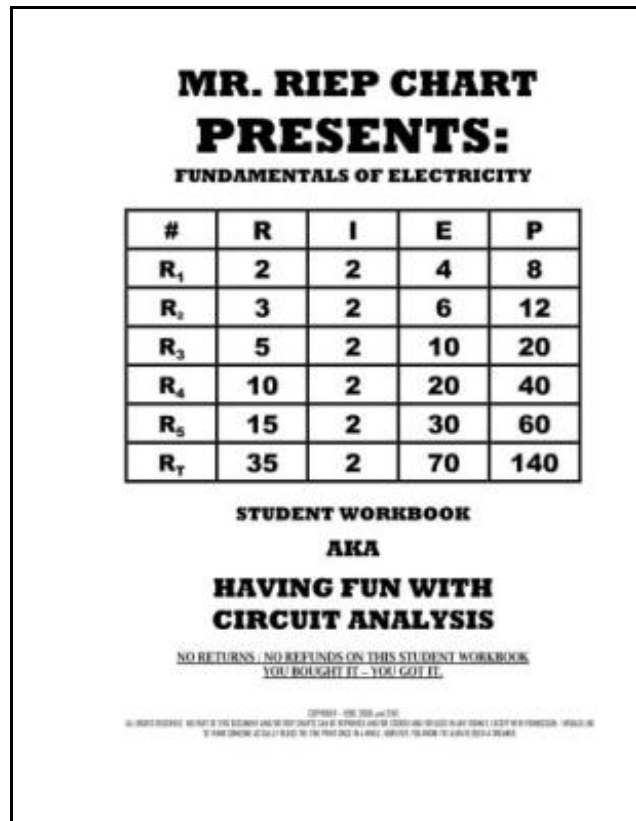 MR. RIEP CHART
PRESENTS:
FUNDAMENTALS OF ELECTRICITY
# R I E P
R₁ 2 2 4 8
R₂ 3 2 6 12
R₃ 5 2 10 20
R₄ 10 2 20 40
R₅ 15 2 30 60
R_T 35 2 70 140
STUDENT WORKBOOK
AKA
HAVING FUN WITH
CIRCUIT ANALYSIS
NO RETURNS : NO REFUNDS ON THIS STUDENT WORKBOOK
YOU BOUGHT IT – YOU GOT IT.